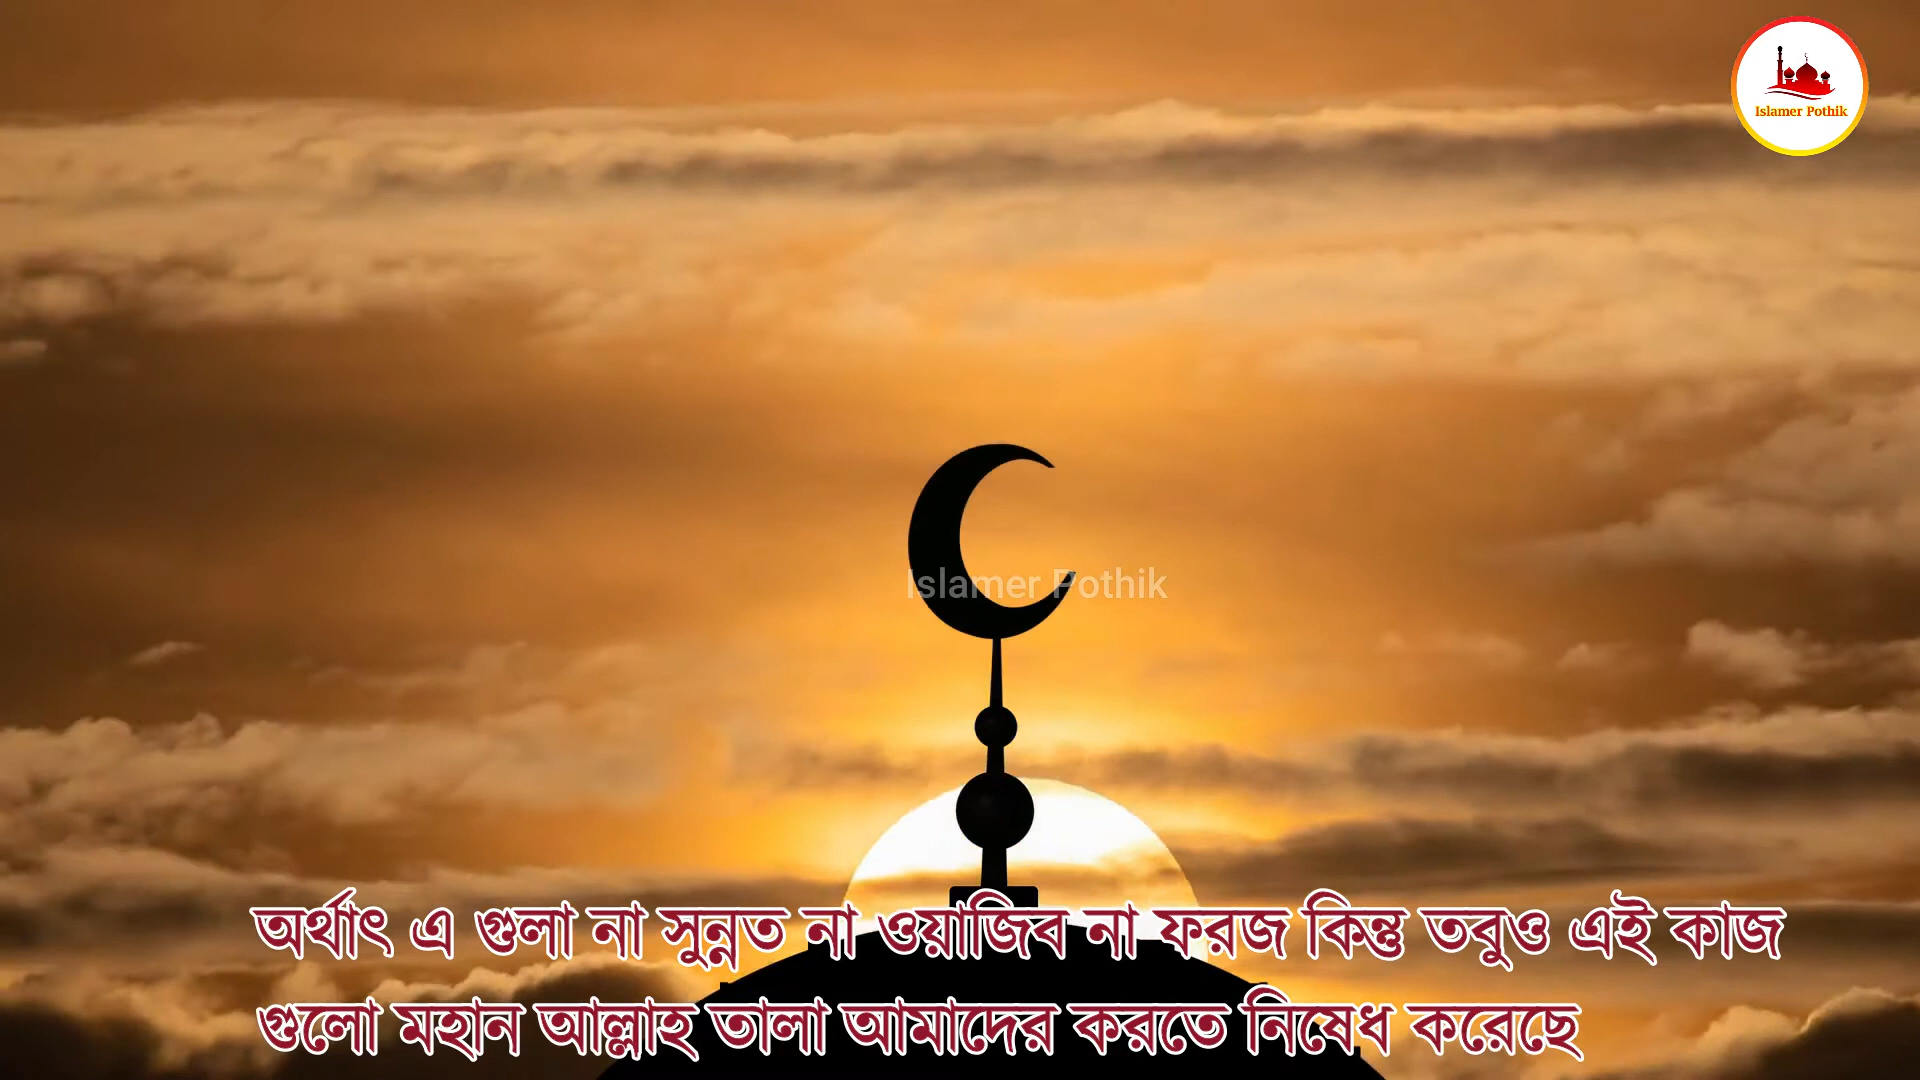 Islamer Pothik
Islamer Pothik
অর্থাৎ এ গুলা না সুন্নত না ওয়াজিব না ফরজ কিন্তু তবুও এই কাজ
গুলো মহান আল্লাহ তালা আমাদের করতে নিষেধ করেছে